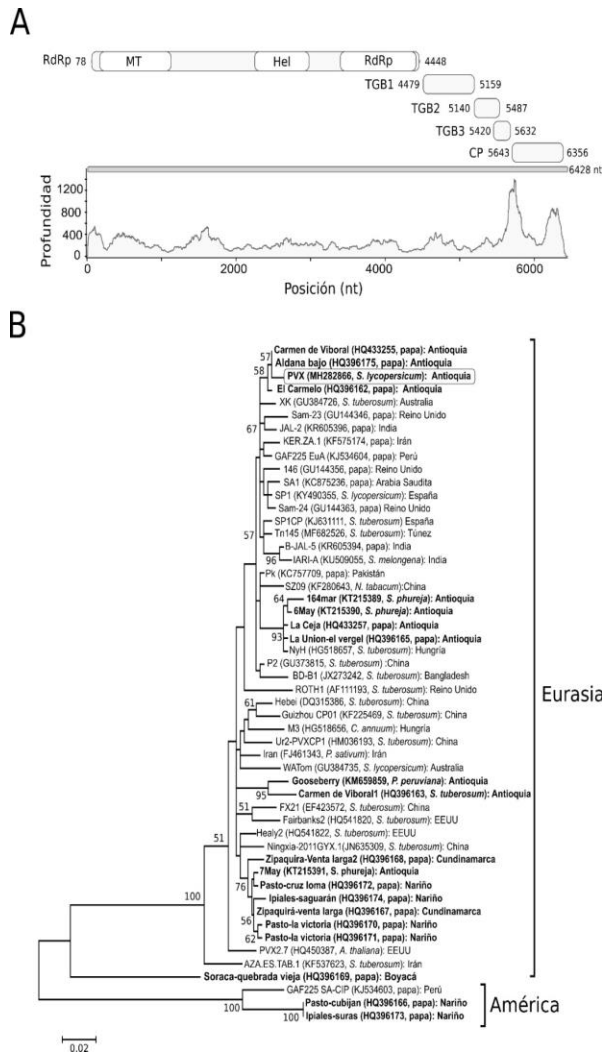 A
RdRp 78 MT Hel RdRp 4448
TGB1 4479 5159
TGB2 5140 5487
TGB3 5420 5632
CP 5643 6356
6428 nt
Profundidad
1200
800
400
0
0 2000 4000 6000
Posición (nt)
B
Carmen de Viboral (HQ433255, papa): Antioquia
57
Aldana bajo (HQ396175, papa): Antioquia
58
PVX (MH282866, S. lycopersicum): Antioquia
El Carmelo (HQ396162, papa): Antioquia
XK (GU384726, S. tuberosum): Australia
Sam-23 (GU144346, papa): Reino Unido
67
JAL-2 (KR605396, papa): India
KER.ZA.1 (KF575174, papa): Irán
GAF225 EuA (KJ534604, papa): Perú
146 (GU144356, papa): Reino Unido
SA1 (KC875236, papa): Arabia Saudita
SP1 (KY490355, S. lycopersicum): España
Sam-24 (GU144363, papa) Reino Unido
SP1CP (KJ631111, S. tuberosum) España
57
Tn145 (MF682526, S. tuberosum): Túnez
B-JAL-5 (KR605394, papa): India
96
IARI-A (KU509055, S. melongena): India
Pk (KC757709, papa): Pakistán
SZ09 (KF280643, N. tabacum):China
64
164mar (KT215389, S. phureja): Antioquia
6May (KT215390, S. phureja): Antioquia
La Ceja (HQ433257, papa): Antioquia
93
La Union-el vergel (HQ396165, papa): Antioquia
NyH (HG518657, S. tuberosum): Hungría
P2 (GU373815, S. tuberosum) :China
BD-B1 (JX273242, S. tuberosum): Bangladesh
ROTH1 (AF111193, S. tuberosum): Reino Unido
61
Hebei (DQ315386, S. tuberosum): China
Guizhou CP01 (KF225469, S. tuberosum): China
M3 (HG518656, C. annuum): Hungría
Ur2-PVXCP1 (HM036193, S. tuberosum): China
Iran (FJ461343, P. sativum): Irán
WATom (GU384735, S. lycopersicum): Australia
Gooseberry (KM659859, P. peruviana): Antioquia
95
Carmen de Viboral1 (HQ396163, S. tuberosum): Antioquia
51
FX21 (EF423572, S. tuberosum): China
Fairbanks2 (HQ541820, S. tuberosum): EEUU
51
Healy2 (HQ541822, S. tuberosum): EEUU
Ningxia-2011GYX.1(JN635309, S. tuberosum): China
Zipaquira-Venta larga2 (HQ396168, papa): Cundinamarca
7May (KT215391, S. phureja): Antioquia
76
Pasto-cruz loma (HQ396172, papa): Nariño
Ipiales-saguarán (HQ396174, papa): Nariño
Zipaquirá-venta larga (HQ396167, papa): Cundinamarca
56
Pasto-la victoria (HQ396170, papa): Nariño
62
Pasto-la victoria (HQ396171, papa): Nariño
100
PVX2.7 (HQ450387, A. thaliana): EEUU
AZA.ES.TAB.1 (KF537623, S. tuberosum): Irán
Soraca-quebrada vieja (HQ396169, papa): Boyacá
Eurasia
GAF225 SA-CIP (KJ534603, papa): Perú
100
Pasto-cubijan (HQ396166, papa): Nariño
100
Ipiales-suras (HQ396173, papa): Nariño
América
0.02